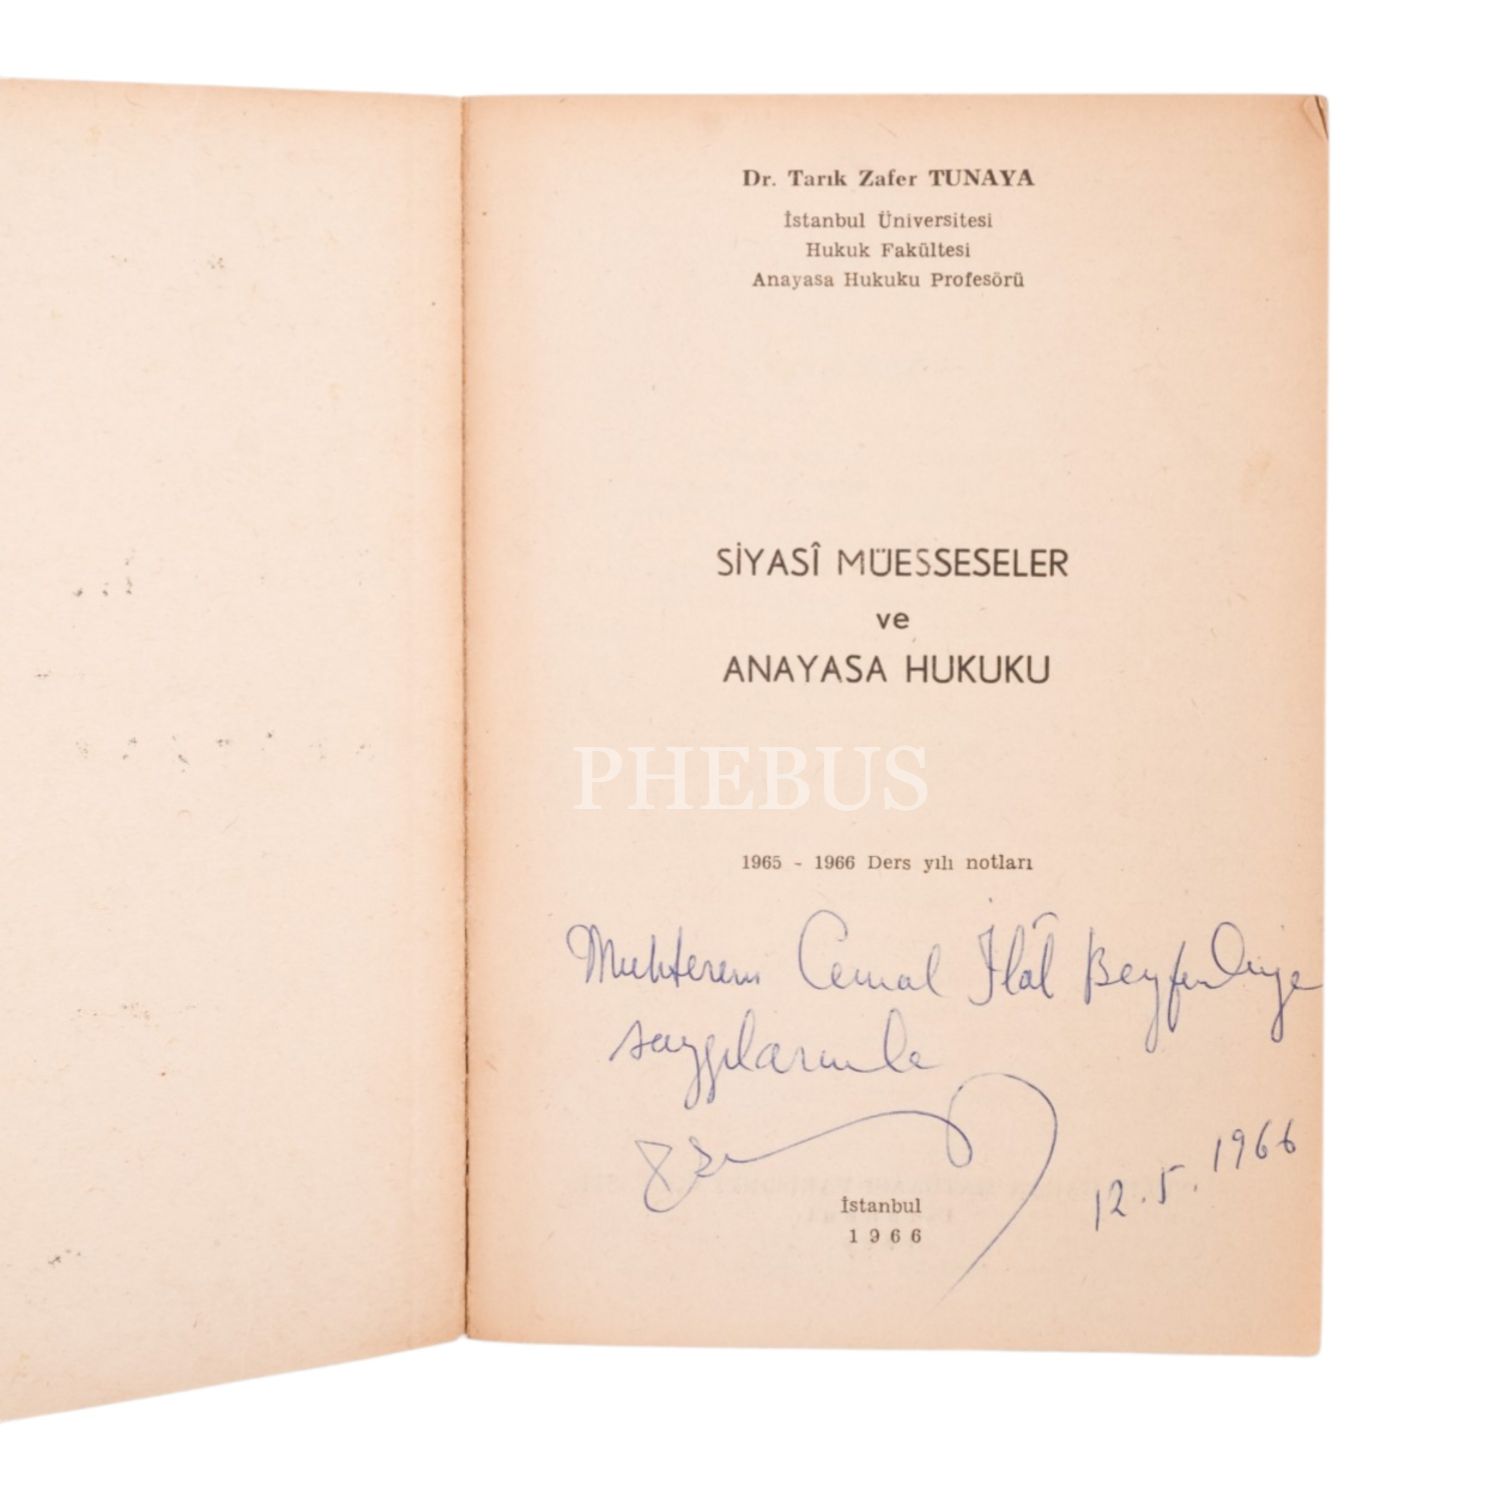 Dr. Tarık Zafer TUNAYA
İstanbul Üniversitesi
Hukuk Fakültesi
Anayasa Hukuku Profesörü
SİYASÎ MÜESSESELER
ve
ANAYASA HUKUKU
PHEBUS
1965 - 1966 Ders yılı notları
Muhterem Cemal İlâl Beyfendiye
saygılarımla
12.5.1966
İstanbul
1966